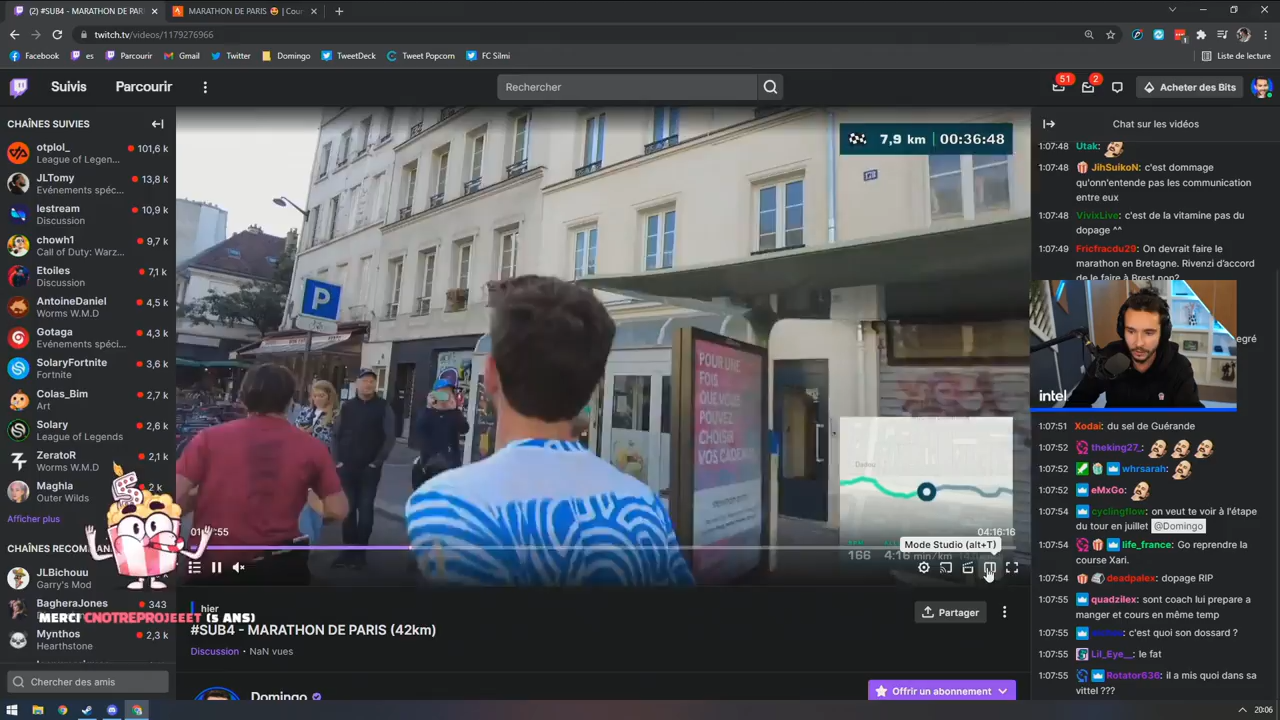 (2) #SUB4 - MARATHON DE PAR
MARATHON DE PARIS 🤩 | Cou
twitch.tv/videos/1179276966
Facebook
es
Parcourir
Gmail
Twitter
Domingo
TweetDeck
Tweet Popcorn
FC Silmi
Liste de lecture
Suivis
Parcourir
Rechercher
51
2
Acheter des Bits
CHAÎNES SUIVIES
otplol_
101,6 k
League of Legen...
JLTomy
13,8 k
Evénements spéc...
lestream
10,9 k
Discussion
chowh1
9,7 k
Call of Duty: Warz...
Etoiles
7,1 k
Discussion
AntoineDaniel
4,5 k
Worms W.M.D
Gotaga
4,3 k
Evénements spéci...
SolaryFortnite
3,6 k
Fortnite
Colas_Bim
2,7 k
Art
Solary
2,6 k
League of Legends
ZeratoR
2,1 k
Worms W.M.D
Maghla
2 k
Outer Wilds
Afficher plus
CHAÎNES RECOMMAN
JLBichouu
Garry's Mod
BagheraJones
343
MERCI CNOTREPROJEEET (5 ANS)
Mynthos
2,3 k
Hearthstone
Chercher des amis
7,9 km | 00:36:48
170
P
POUR UNE
FOIS
QUE VOUS
POUVEZ
CHOISIR
VOS CADEAUX
04:16:16
Mode Studio (alt+T)
166
4:16 min/km
hier
#SUB4 - MARATHON DE PARIS (42km)
Discussion • NaN vues
Partager
Domingo
Offrir un abonnement
Chat sur les vidéos
1:07:48 Utak:
1:07:48 JihSuikoN: c'est dommage
qu'onn'entende pas les communication
entre eux
1:07:48 VivixLive: c'est de la vitamine pas du
dopage ^^
1:07:49 Fricfracdu29: On devrait faire le
marathon en Bretagne. Rivenzi d'accord
de le faire à Brest non?
egré
intel
1:07:51 Xodai: du sel de Guérande
1:07:52 theking27_:
1:07:52 whrsarah:
1:07:52 eMxGo:
1:07:54 cyclingflow: on veut te voir à l'étape
du tour en juillet @Domingo
1:07:54 life_france: Go reprendre la
course Xari.
1:07:54 deadpalex: dopage RIP
1:07:55 quadzilex: sont coach lui prepare a
manger et cours en même temp
1:07:55 c'est quoi son dossard ?
1:07:55 Lil_Eye__: le fat
1:07:55 Rotator636: il a mis quoi dans sa
vittel ???
20:06